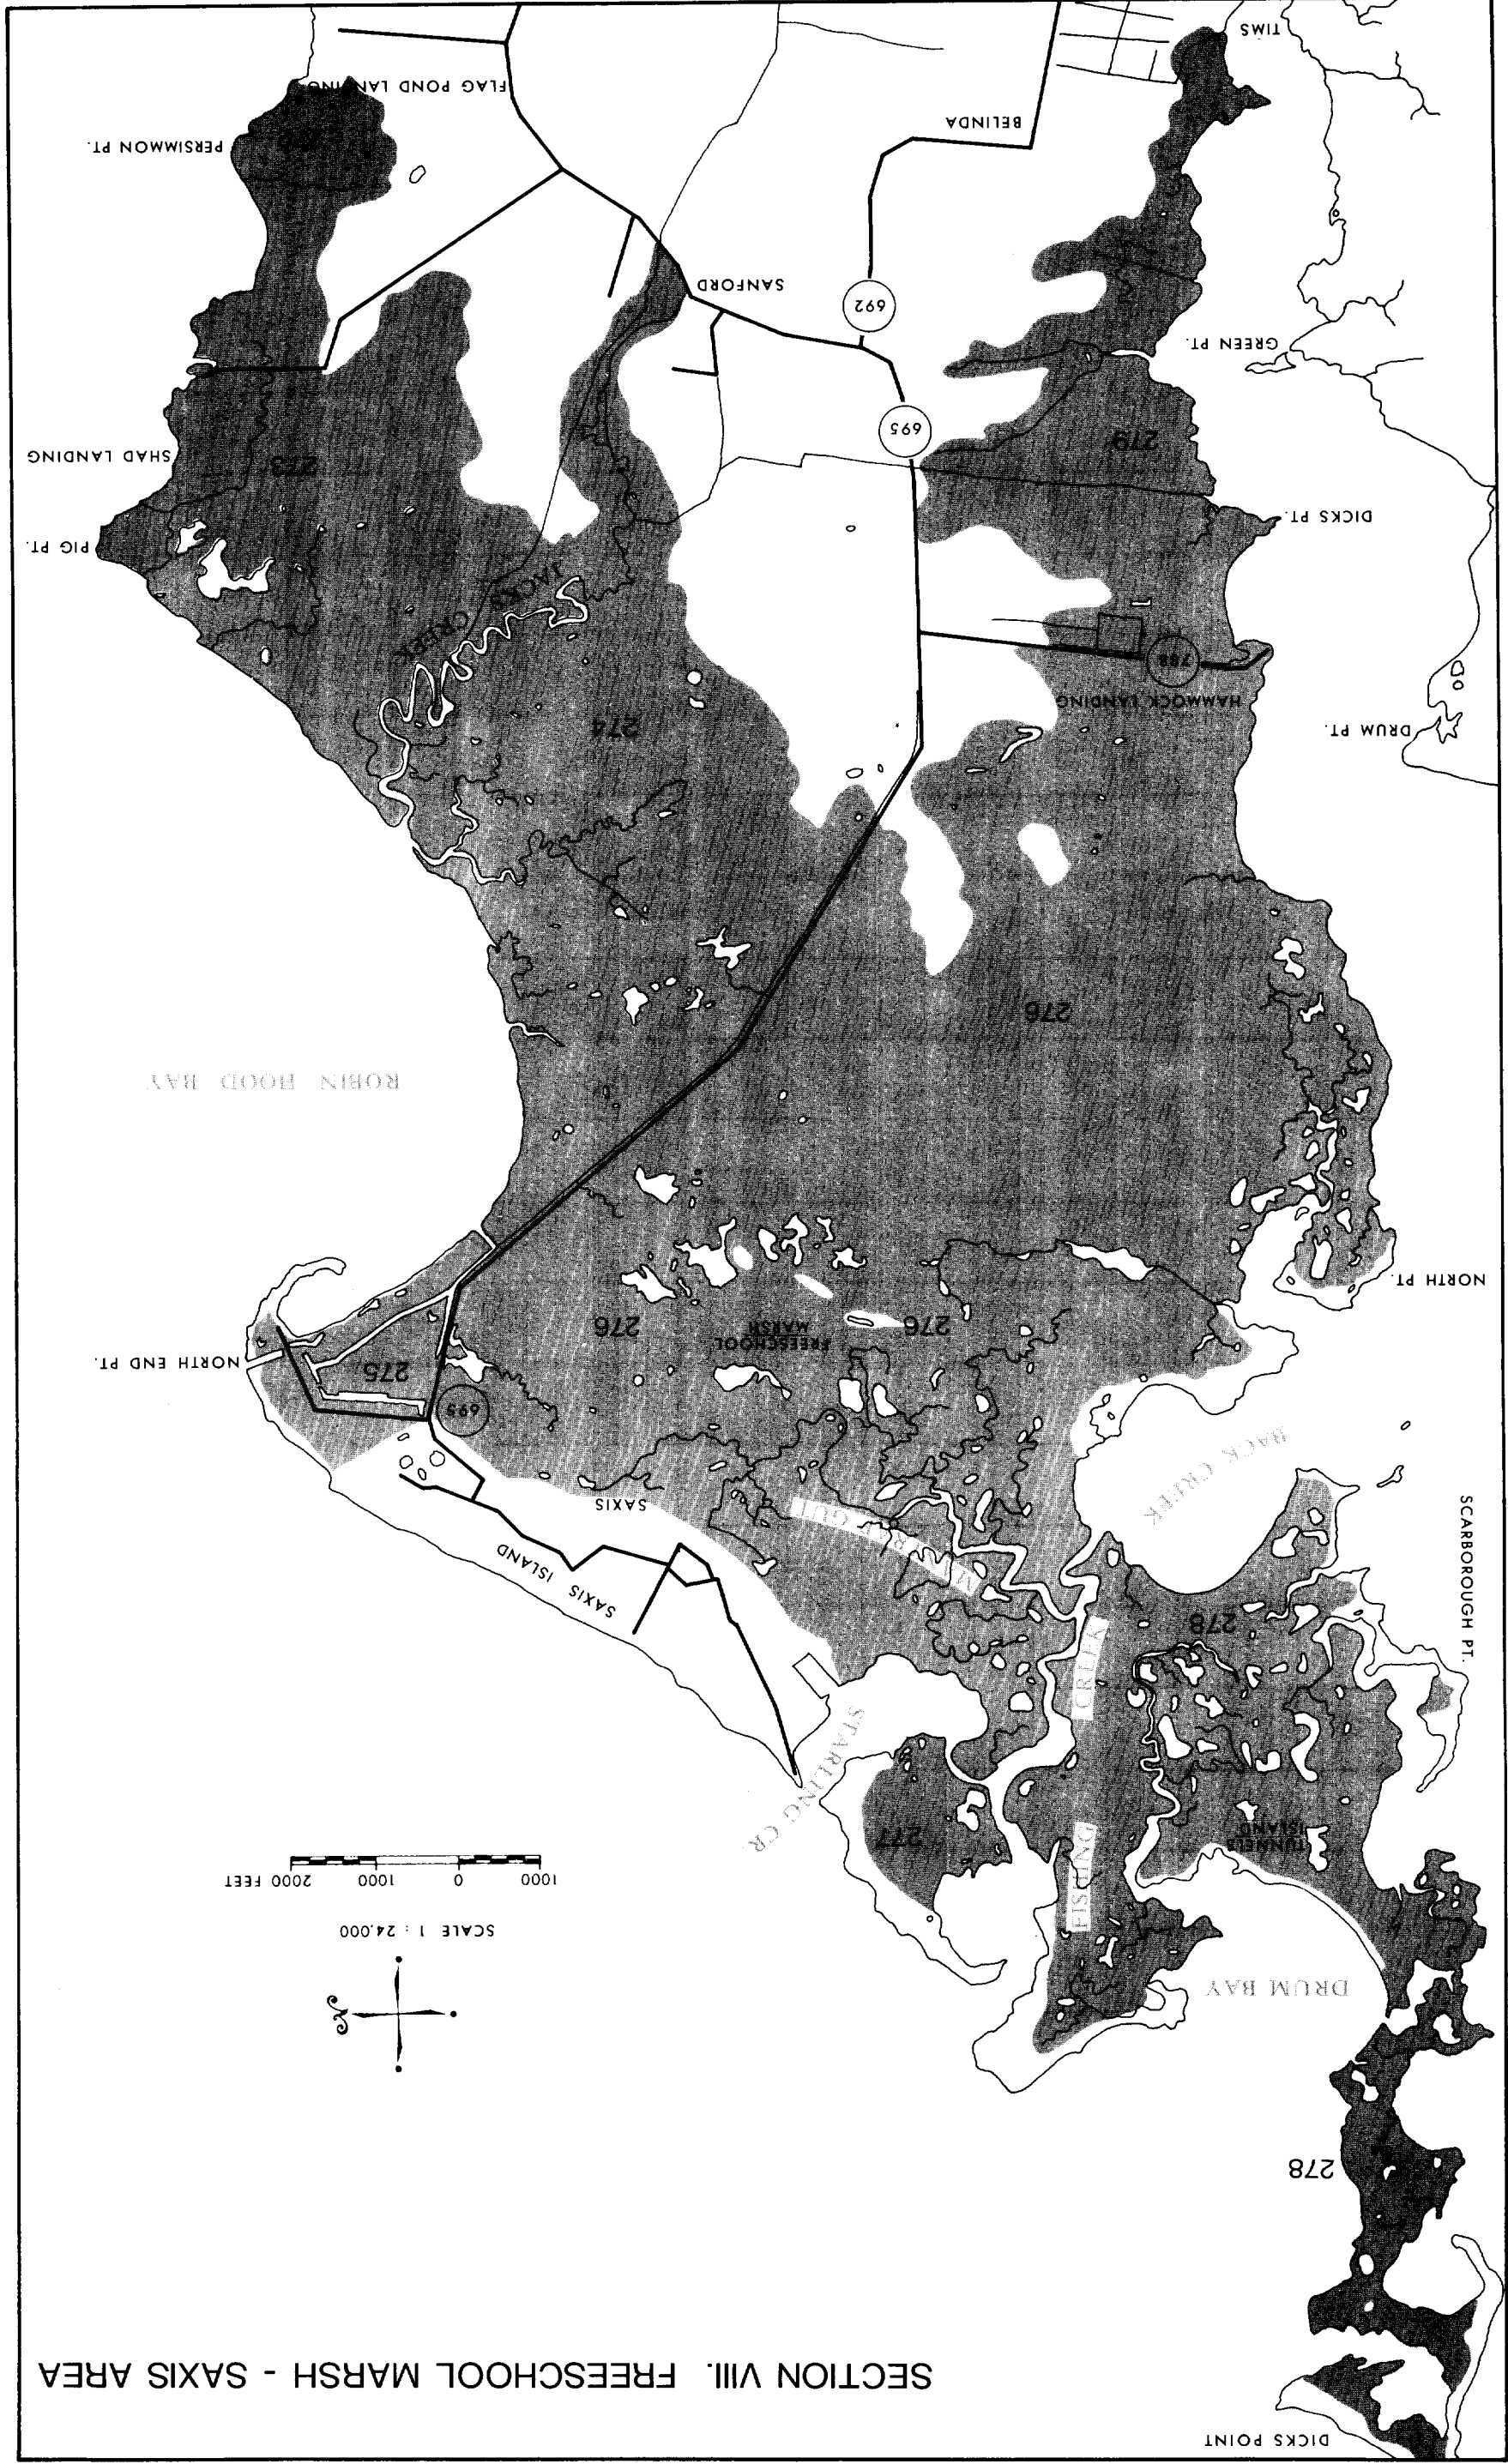 DICKS POINT
SECTION VIII. FREESCHOOL MARSH - SAXIS AREA
278
DRUM BAY
SCALE 1 : 24,000
1000 0 1000 2000 FEET
FISHING CREEK
TUNNELS
ISLAND
277
STARLING CR.
278
SCARBOROUGH PT.
SAXIS ISLAND
MESSRAL GUT
SAXIS
BACK CREEK
695
275
NORTH END PT.
FREESCHOOL
MARSH
276
276
NORTH PT.
ROBIN HOOD BAY
276
DRUM PT.
274
HAMMOCK LANDING
788
JACKS CREEK
PIG PT.
DICKS PT.
SHAD LANDING
273
279
695
GREEN PT.
692
SANFORD
PERSIMMON PT.
BELINDA
FLAG POND LANDING
TIMS